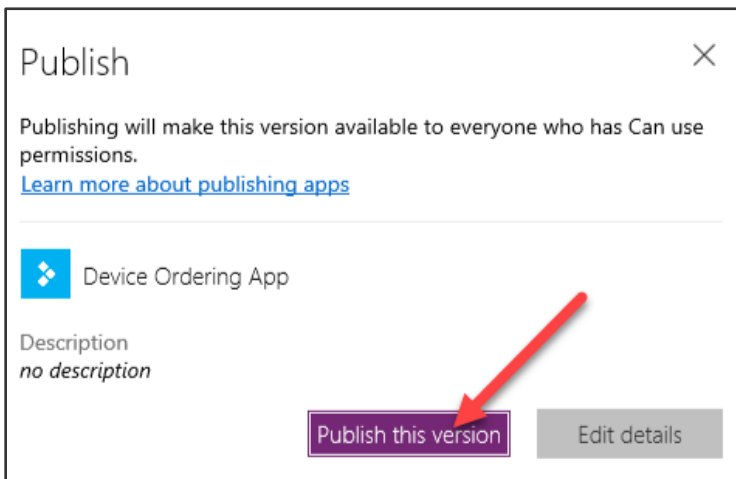 Publish
Publishing will make this version available to everyone who has Can use
permissions.
Learn more about publishing apps
Device Ordering App
Description
no description
Publish this version
Edit details